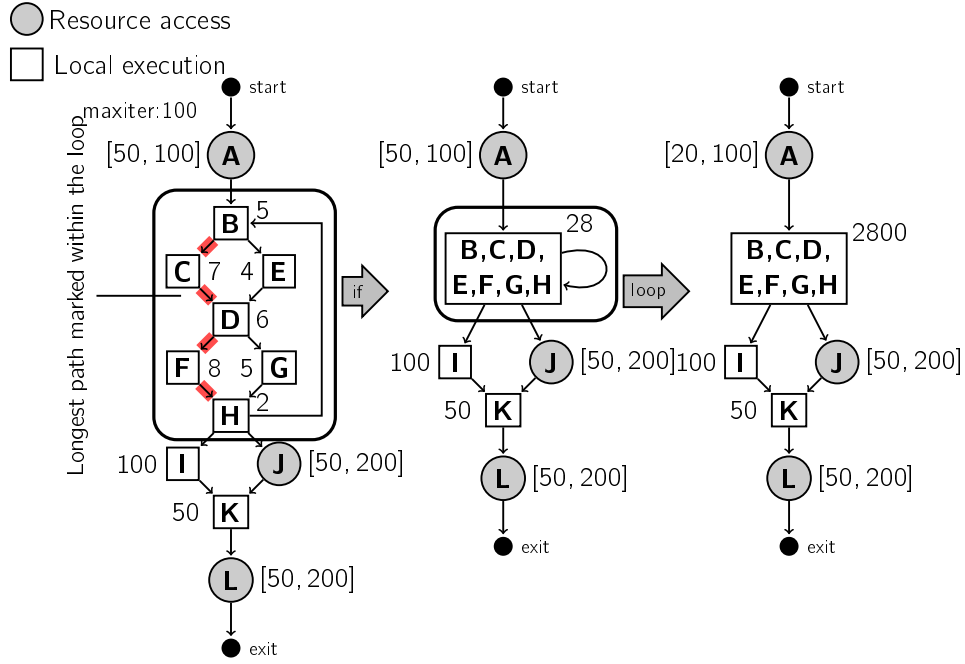 Resource access
Local execution
Longest path marked within the loop
start
maxiter:100
[50, 100] A
B 5
C 7 4 E
D 6
F 8 5 G
H 2
100 I J [50, 200]
50 K
L [50, 200]
exit
if
start
[50, 100] A
28
B,C,D,
E,F,G,H
100 I J [50, 200]
50 K
L [50, 200]
exit
loop
start
[20, 100] A
B,C,D, 2800
E,F,G,H
100 I J [50, 200]
50 K
L [50, 200]
exit